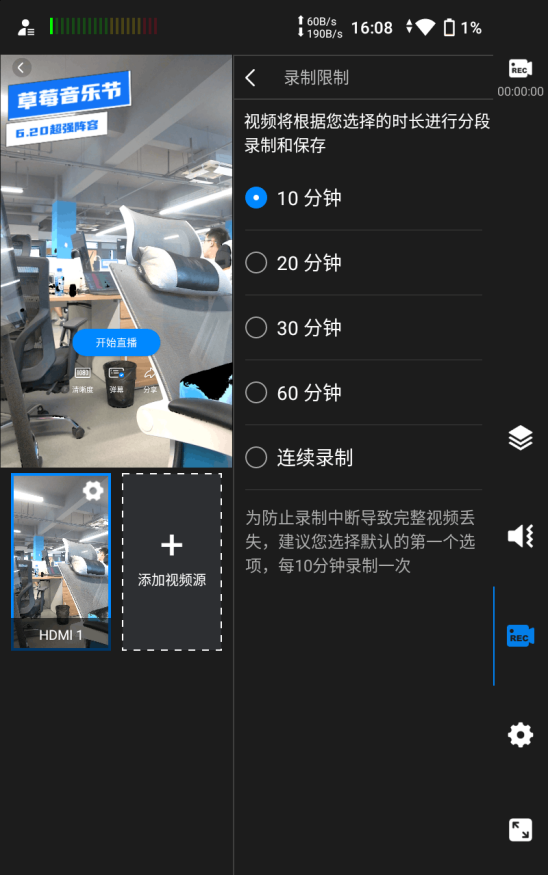 60B/s
190B/s
16:08
1%
REC
00:00:00
草莓音乐节
6.20超强阵容
开始直播
1080
清晰度
弹幕
分享
HDMI 1
添加视频源
录制限制
视频将根据您选择的时长进行分段
录制和保存
10 分钟
20 分钟
30 分钟
60 分钟
连续录制
为防止录制中断导致完整视频丢
失，建议您选择默认的第一个选
项，每10分钟录制一次
REC